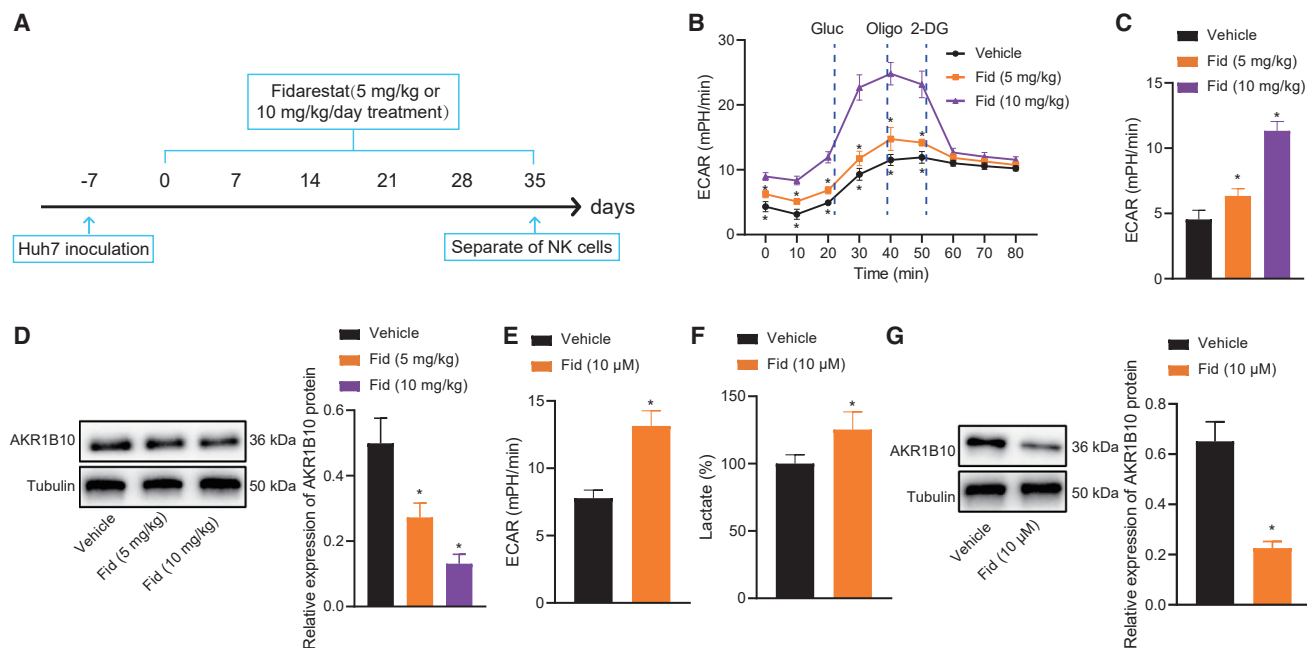 A
Fidarestat(5 mg/kg or
10 mg/kg/day treatment)
-7 0 7 14 21 28 35
days
Huh7 inoculation
Separate of NK cells
B
Gluc Oligo 2-DG
Vehicle
Fid (5 mg/kg)
Fid (10 mg/kg)
ECAR (mPH/min)
30
20
10
0
* * * * * *
* * * * * *
0 10 20 30 40 50 60 70 80
Time (min)
C
Vehicle
Fid (5 mg/kg)
Fid (10 mg/kg)
ECAR (mPH/min)
15
10
5
0
* *
D
AKR1B10 36 kDa
Tubulin 50 kDa
Vehicle
Fid (5 mg/kg)
Fid (10 mg/kg)
Vehicle
Fid (5 mg/kg)
Fid (10 mg/kg)
Relative expression of AKR1B10 protein
0.6
0.4
0.2
0.0
* *
E
Vehicle
Fid (10 μM)
ECAR (mPH/min)
15
10
5
0
*
F
Vehicle
Fid (10 μM)
Lactate (%)
150
100
50
0
*
G
AKR1B10 36 kDa
Tubulin 50 kDa
Vehicle
Fid (10 μM)
Vehicle
Fid (10 μM)
Relative expression of AKR1B10 protein
0.8
0.6
0.4
0.2
0.0
*